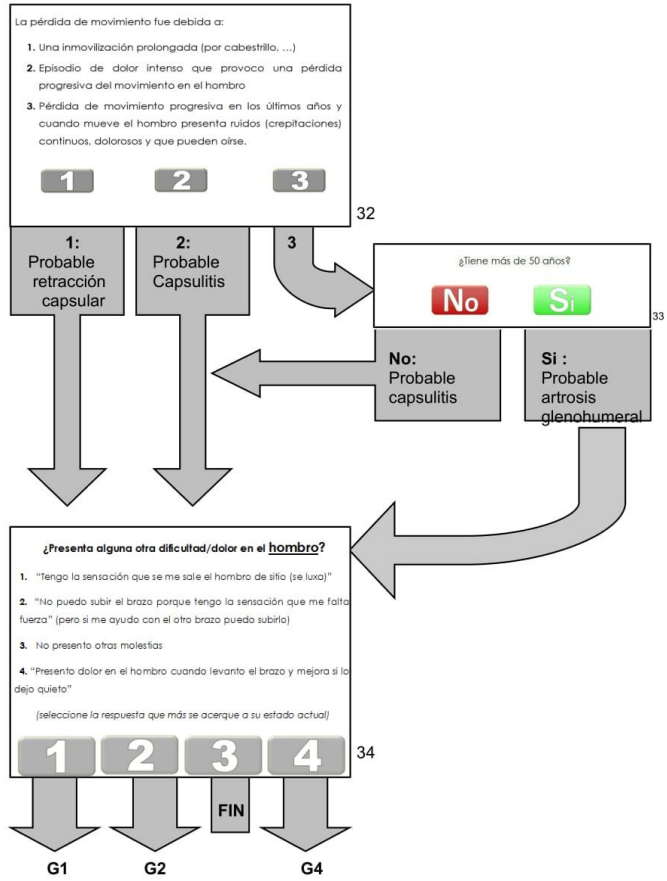 La pérdida de movimiento fue debida a:
1. Una inmovilización prolongada (por cabestrillo, ...)
2. Episodio de dolor intenso que provoco una pérdida
progresiva del movimiento en el hombro
3. Pérdida de movimiento progresiva en los últimos años y
cuando mueve el hombro presenta ruidos (crepitaciones)
continuos, dolorosos y que pueden oírse.
1 2 3
32
1:
Probable
retracción
capsular
2:
Probable
Capsulitis
3
¿Tiene más de 50 años?
No Si
33
No:
Probable
capsulitis
Si :
Probable
artrosis
glenohumeral
¿Presenta alguna otra dificultad/dolor en el hombro?
1. "Tengo la sensación que se me sale el hombro de sitio (se luxa)"
2. "No puedo subir el brazo porque tengo la sensación que me falta
fuerza" (pero si me ayudo con el otro brazo puedo subirlo)
3. No presento otras molestias
4. "Presento dolor en el hombro cuando levanto el brazo y mejora si lo
dejo quieto"
(seleccione la respuesta que más se acerque a su estado actual)
1 2 3 4
34
FIN
G1 G2 G4